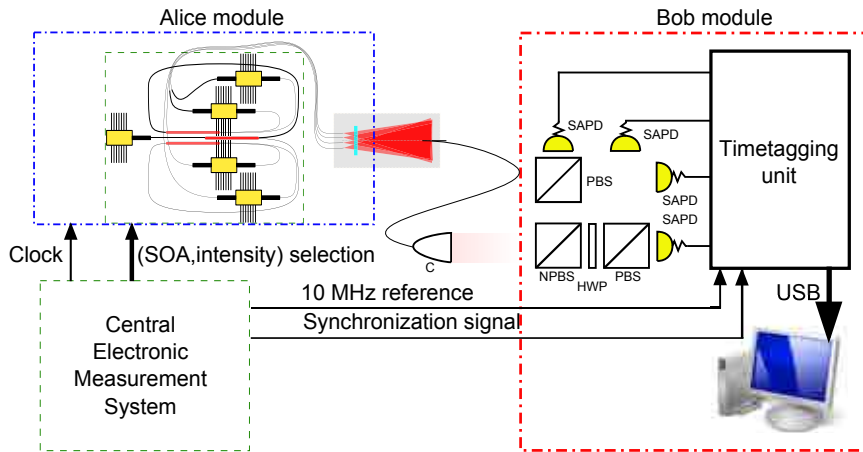 Alice module
Bob module
SAPD
SAPD
PBS
SAPD
SAPD
Timetagging
unit
Clock
(SOA,intensity) selection
C
NPBS
HWP
PBS
10 MHz reference
Synchronization signal
USB
Central
Electronic
Measurement
System